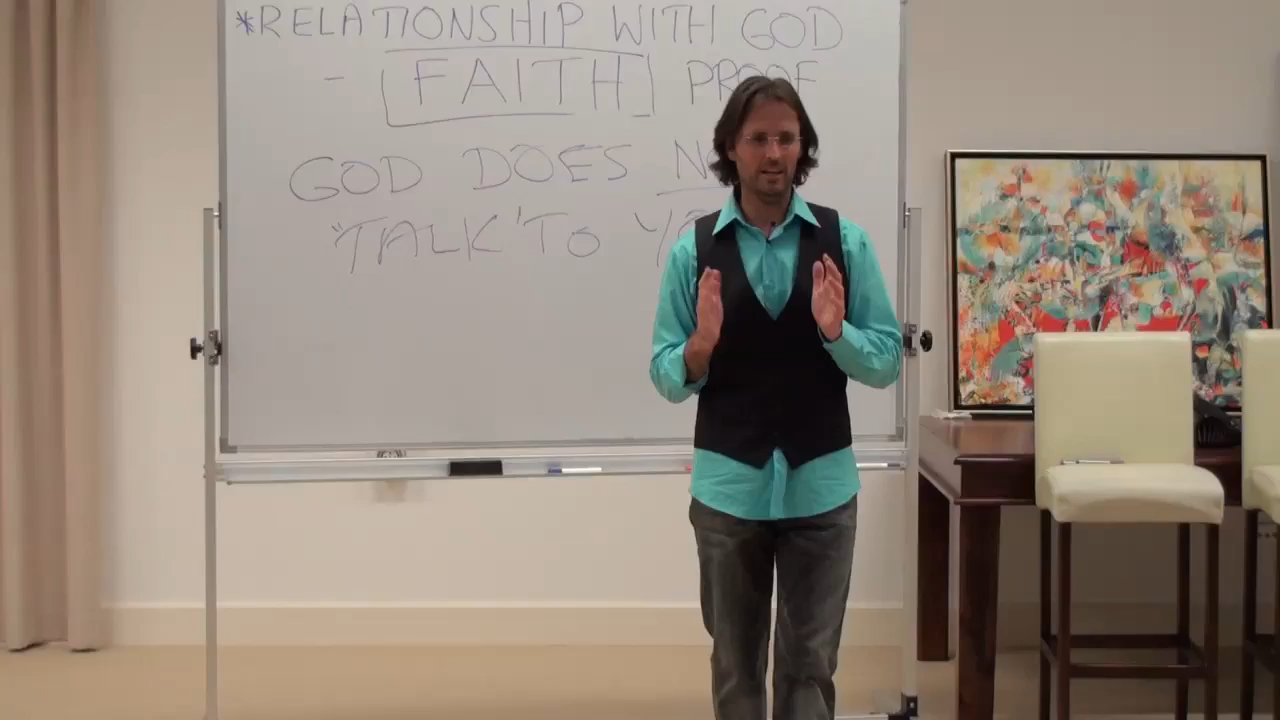 *RELATIONSHIP WITH GOD
- FAITH PROOF
GOD DOES
"TALK" TO